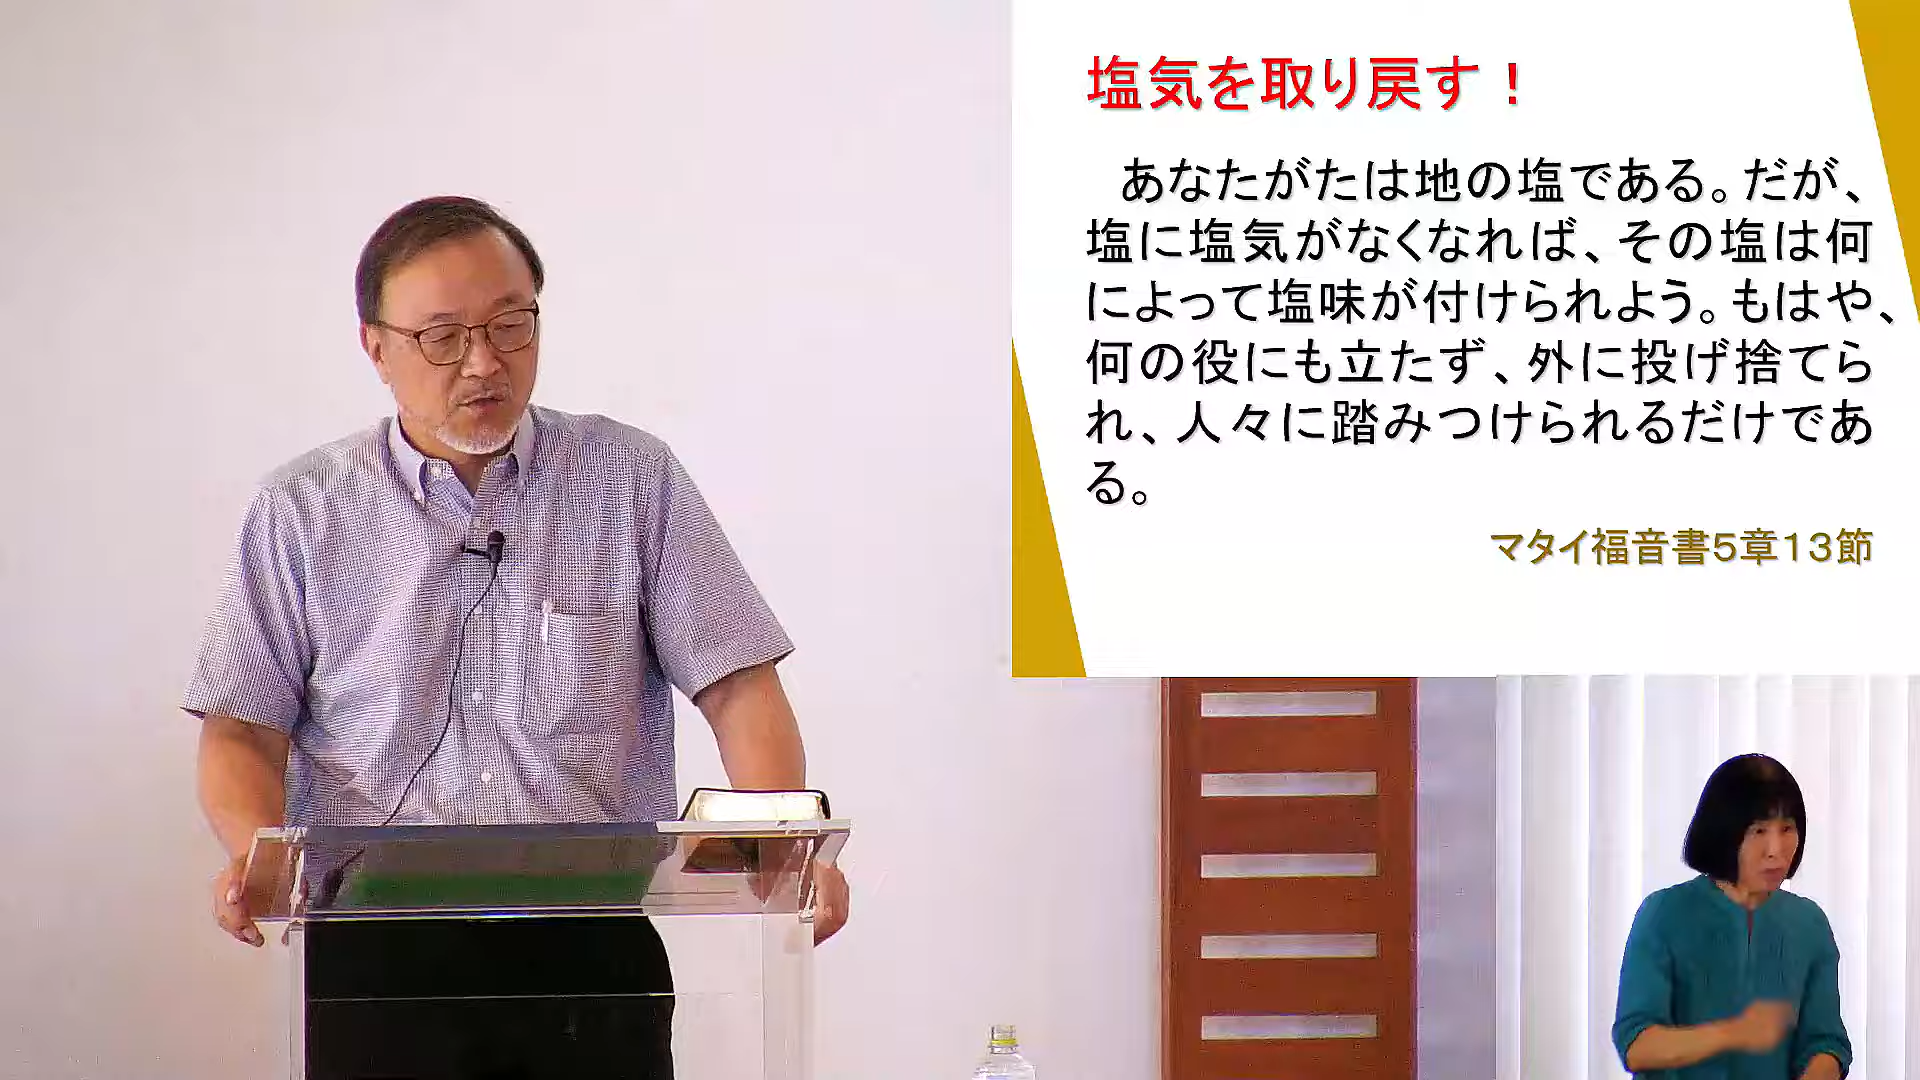 塩気を取り戻す！
あなたがたは地の塩である。だが、
塩に塩気がなくなれば、その塩は何
によって塩味が付けられよう。もはや、
何の役にも立たず、外に投げ捨てら
れ、人々に踏みつけられるだけであ
る。
マタイ福音書５章１３節